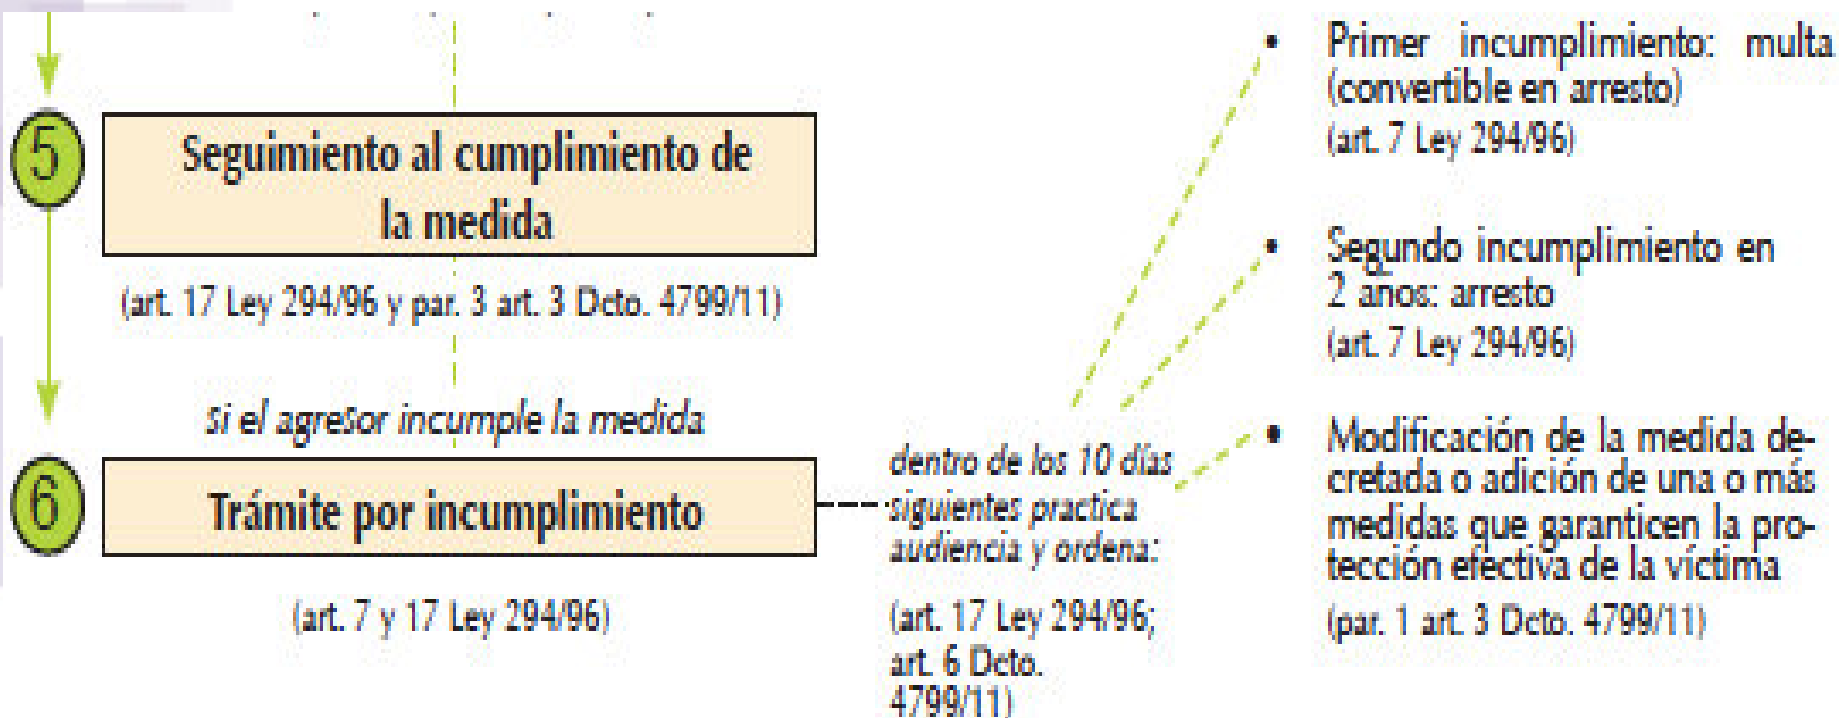 5
Seguimiento al cumplimiento de
la medida
(art. 17 Ley 294/96 y par. 3 art. 3 Dcto. 4799/11)
si el agresor incumple la medida
6
Trámite por incumplimiento
(art. 7 y 17 Ley 294/96)
dentro de los 10 días
siguientes practica
audiencia y ordena:
(art. 17 Ley 294/96;
art. 6 Dcto.
4799/11)
• Primer incumplimiento: multa
(convertible en arresto)
(art. 7 Ley 294/96)
• Segundo incumplimiento en
2 años: arresto
(art. 7 Ley 294/96)
• Modificación de la medida de-
cretada o adición de una o más
medidas que garanticen la pro-
tección efectiva de la víctima
(par. 1 art. 3 Dcto. 4799/11)